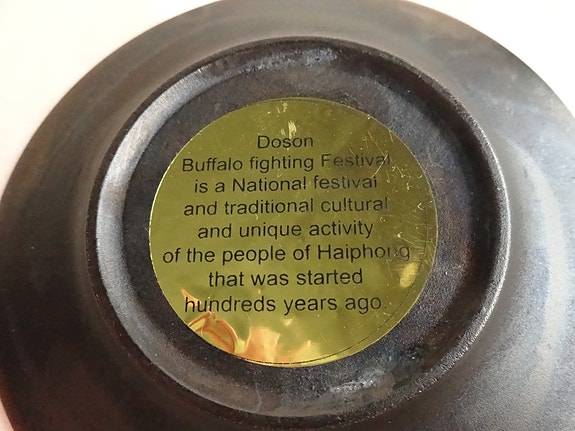 Doson
Buffalo fighting Festival
is a National festival
and traditional cultural
and unique activity
of the people of Haiphong
that was started
hundreds years ago